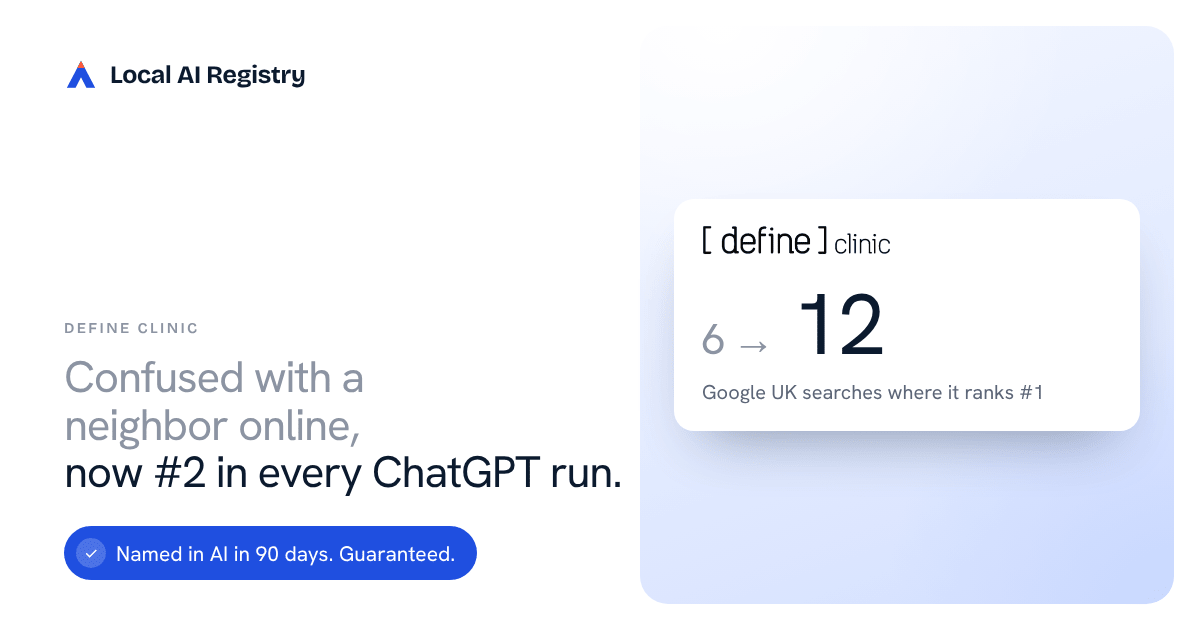 Local AI Registry
DEFINE CLINIC
Confused with a
neighbor online,
now #2 in every ChatGPT run.
Named in AI in 90 days. Guaranteed.
[ define ] clinic
6 → 12
Google UK searches where it ranks #1